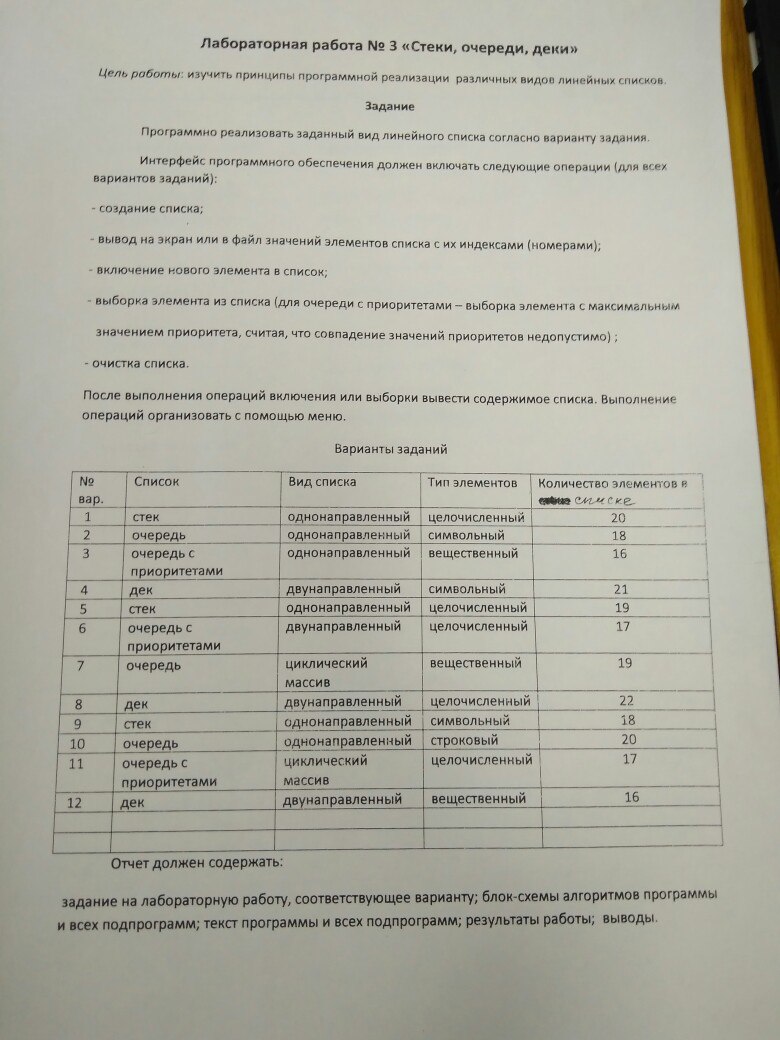 Лабораторная работа № 3 «Стеки, очереди, деки»
Цель работы: изучить принципы программной реализации различных видов линейных списков.
Задание
Программно реализовать заданный вид линейного списка согласно варианту задания.
Интерфейс программного обеспечения должен включать следующие операции (для всех
вариантов заданий):
- создание списка;
- вывод на экран или в файл значений элементов списка с их индексами (номерами);
- включение нового элемента в список;
- выборка элемента из списка (для очереди с приоритетами – выборка элемента с максимальным
значением приоритета, считая, что совпадение значений приоритетов недопустимо) ;
- очистка списка.
После выполнения операций включения или выборки вывести содержимое списка. Выполнение
операций организовать с помощью меню.
Варианты заданий
№ вар. Список Вид списка Тип элементов Количество элементов в списке
1 стек однонаправленный целочисленный 20
2 очередь однонаправленный символьный 18
3 очередь с приоритетами однонаправленный вещественный 16
4 дек двунаправленный символьный 21
5 стек однонаправленный целочисленный 19
6 очередь с приоритетами двунаправленный целочисленный 17
7 очередь циклический массив вещественный 19
8 дек двунаправленный целочисленный 22
9 стек однонаправленный символьный 18
10 очередь однонаправленный строковый 20
11 очередь с приоритетами циклический массив целочисленный 17
12 дек двунаправленный вещественный 16
Отчет должен содержать:
задание на лабораторную работу, соответствующее варианту; блок-схемы алгоритмов программы
и всех подпрограмм; текст программы и всех подпрограмм; результаты работы; выводы.